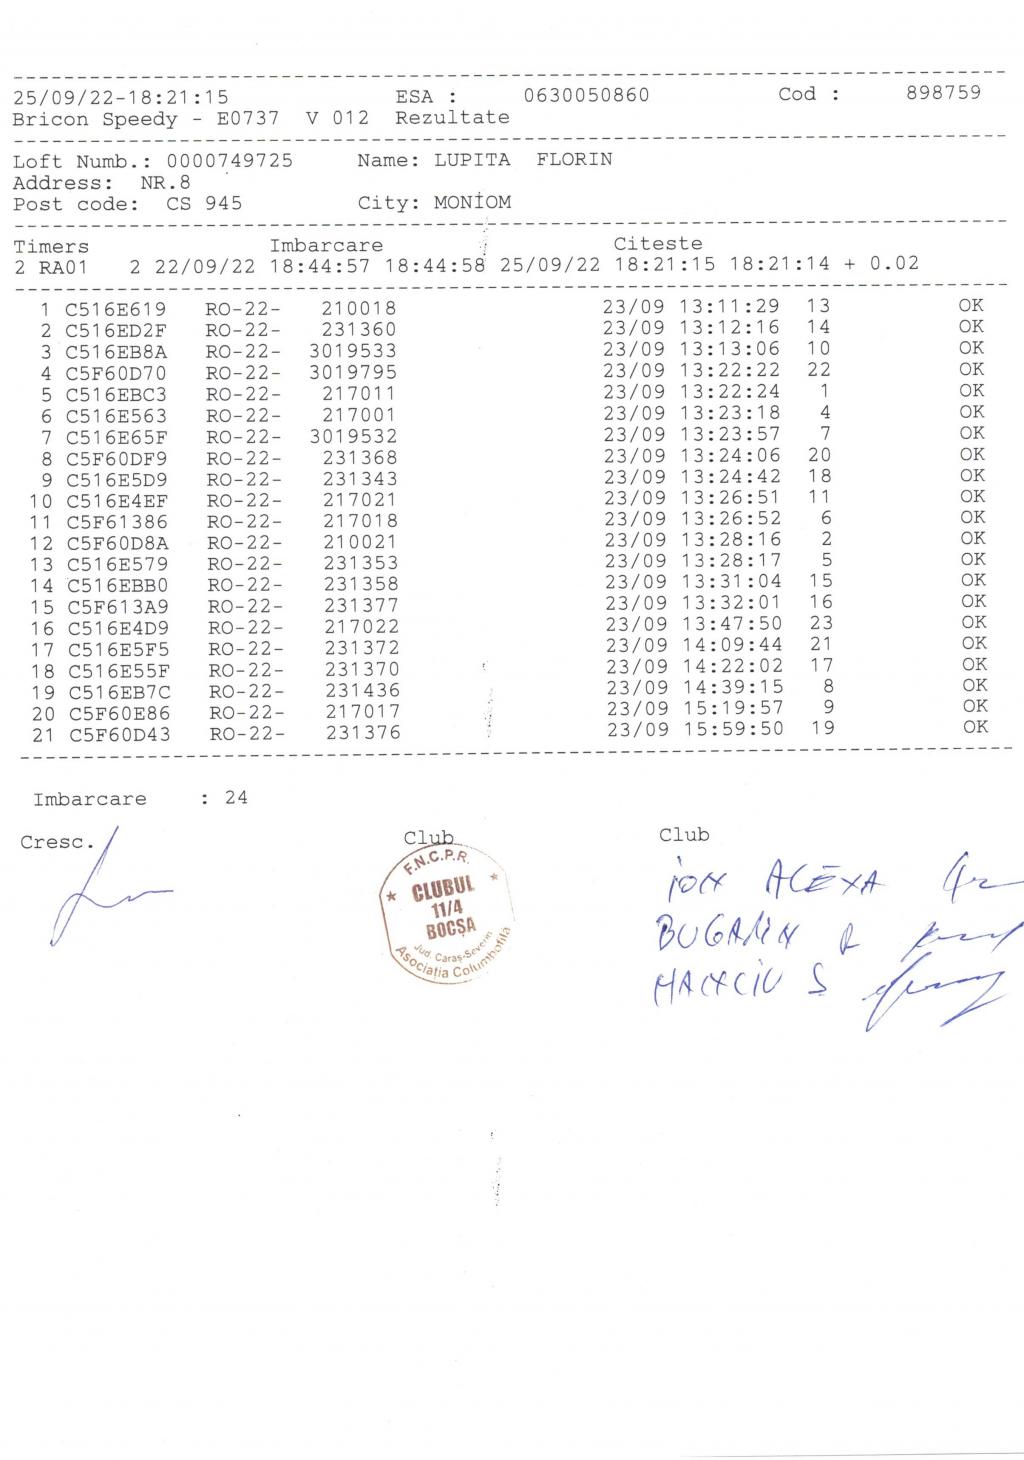 25/09/22-18:21:15 ESA : 0630050860 Cod : 898759
Bricon Speedy - E0737 V 012 Rezultate
Loft Numb.: 0000749725 Name: LUPITA FLORIN
Address: NR.8
Post code: CS 945 City: MONIOM
Timers Imbarcare Citeste
2 RA01 2 22/09/22 18:44:57 18:44:58 25/09/22 18:21:15 18:21:14 + 0.02
1 C516E619 RO-22- 210018 23/09 13:11:29 13 OK
2 C516ED2F RO-22- 231360 23/09 13:12:16 14 OK
3 C516EB8A RO-22- 3019533 23/09 13:13:06 10 OK
4 C5F60D70 RO-22- 3019795 23/09 13:22:22 22 OK
5 C516EBC3 RO-22- 217011 23/09 13:22:24 1 OK
6 C516E563 RO-22- 217001 23/09 13:23:18 4 OK
7 C516E65F RO-22- 3019532 23/09 13:23:57 7 OK
8 C5F60DF9 RO-22- 231368 23/09 13:24:06 20 OK
9 C516E5D9 RO-22- 231343 23/09 13:24:42 18 OK
10 C516E4EF RO-22- 217021 23/09 13:26:51 11 OK
11 C5F61386 RO-22- 217018 23/09 13:26:52 6 OK
12 C5F60D8A RO-22- 210021 23/09 13:28:16 2 OK
13 C516E579 RO-22- 231353 23/09 13:28:17 5 OK
14 C516EBB0 RO-22- 231358 23/09 13:31:04 15 OK
15 C5F613A9 RO-22- 231377 23/09 13:32:01 16 OK
16 C516E4D9 RO-22- 217022 23/09 13:47:50 23 OK
17 C516E5F5 RO-22- 231372 23/09 14:09:44 21 OK
18 C516E55F RO-22- 231370 23/09 14:22:02 17 OK
19 C516EB7C RO-22- 231436 23/09 14:39:15 8 OK
20 C5F60E86 RO-22- 217017 23/09 15:19:57 9 OK
21 C5F60D43 RO-22- 231376 23/09 15:59:50 19 OK
Imbarcare : 24
Cresc. Club Club
F.N.C.P.R.
CLUBUL
11/4
BOCȘA
Jud. Caraș-Severin
Asociația Columbofilă
ION ALEXA
BUGARIN
HANCIU S